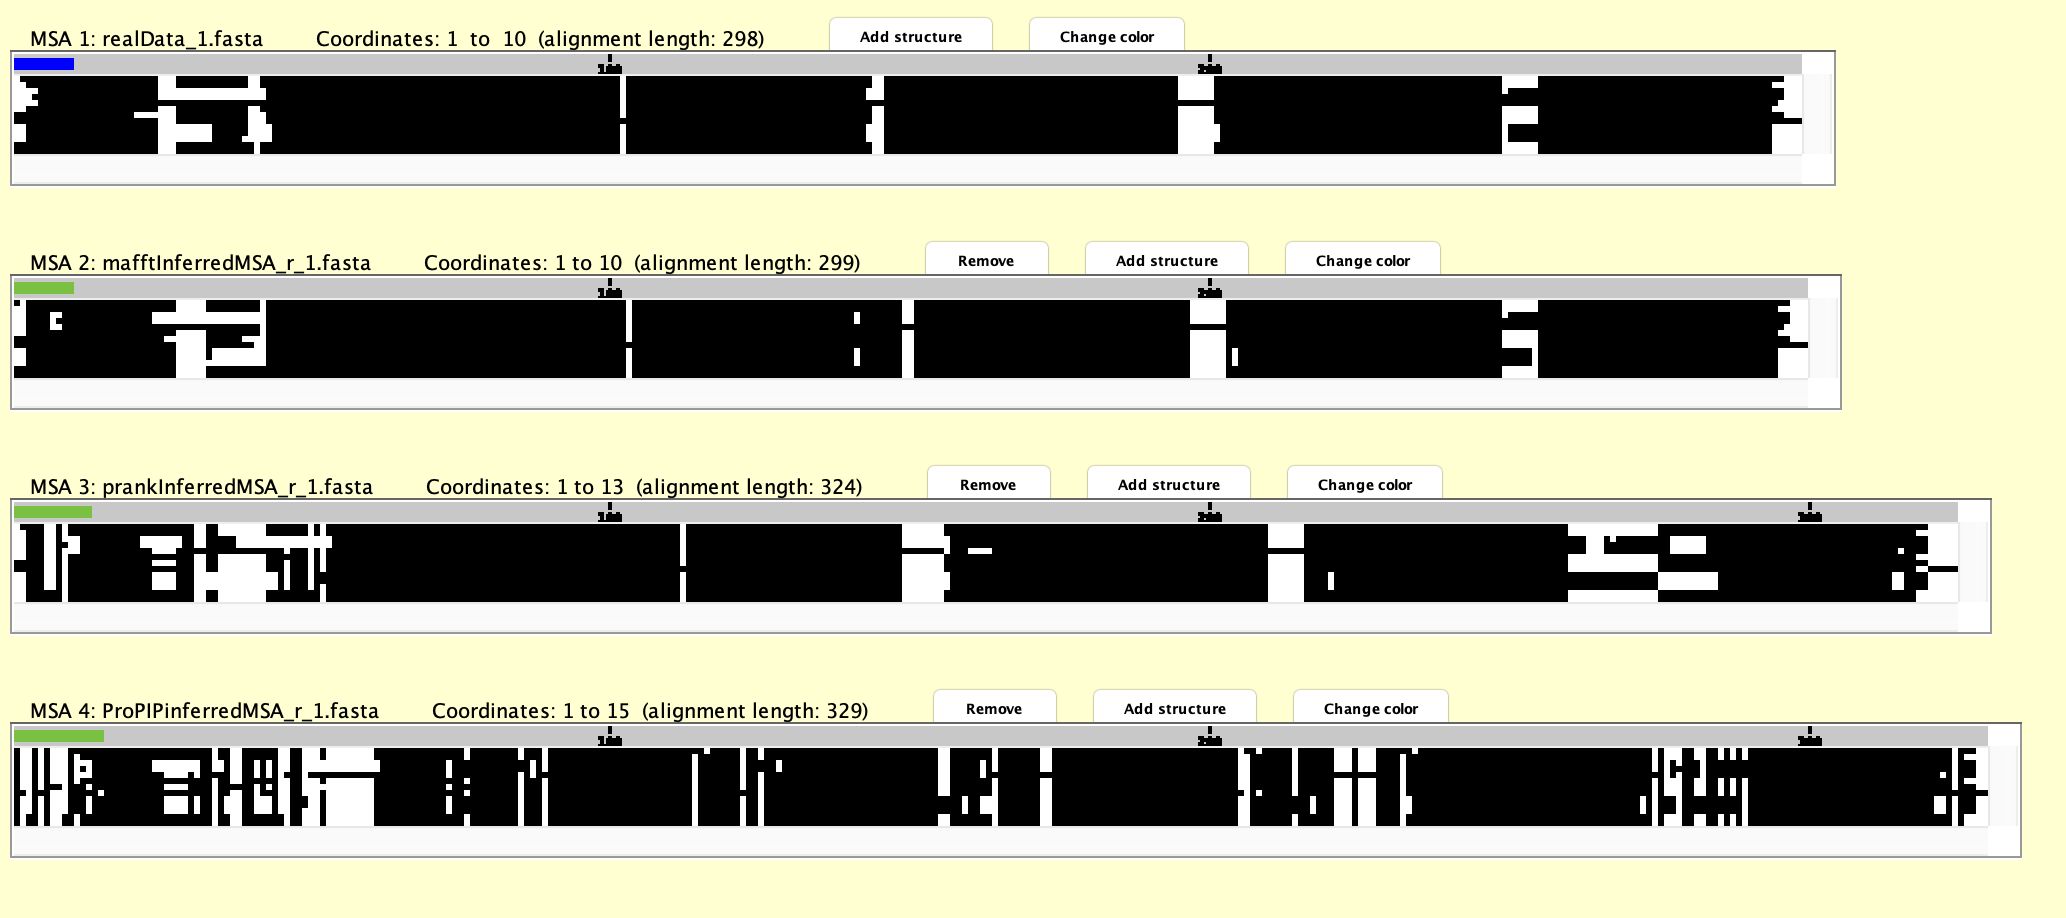 MSA 1: realData_1.fasta Coordinates: 1 to 10 (alignment length: 298) Add structure Change color
100 200
MSA 2: mafftInferredMSA_r_1.fasta Coordinates: 1 to 10 (alignment length: 299) Remove Add structure Change color
100 200
MSA 3: prankInferredMSA_r_1.fasta Coordinates: 1 to 13 (alignment length: 324) Remove Add structure Change color
100 200 300
MSA 4: ProPIPinferredMSA_r_1.fasta Coordinates: 1 to 15 (alignment length: 329) Remove Add structure Change color
100 200 300